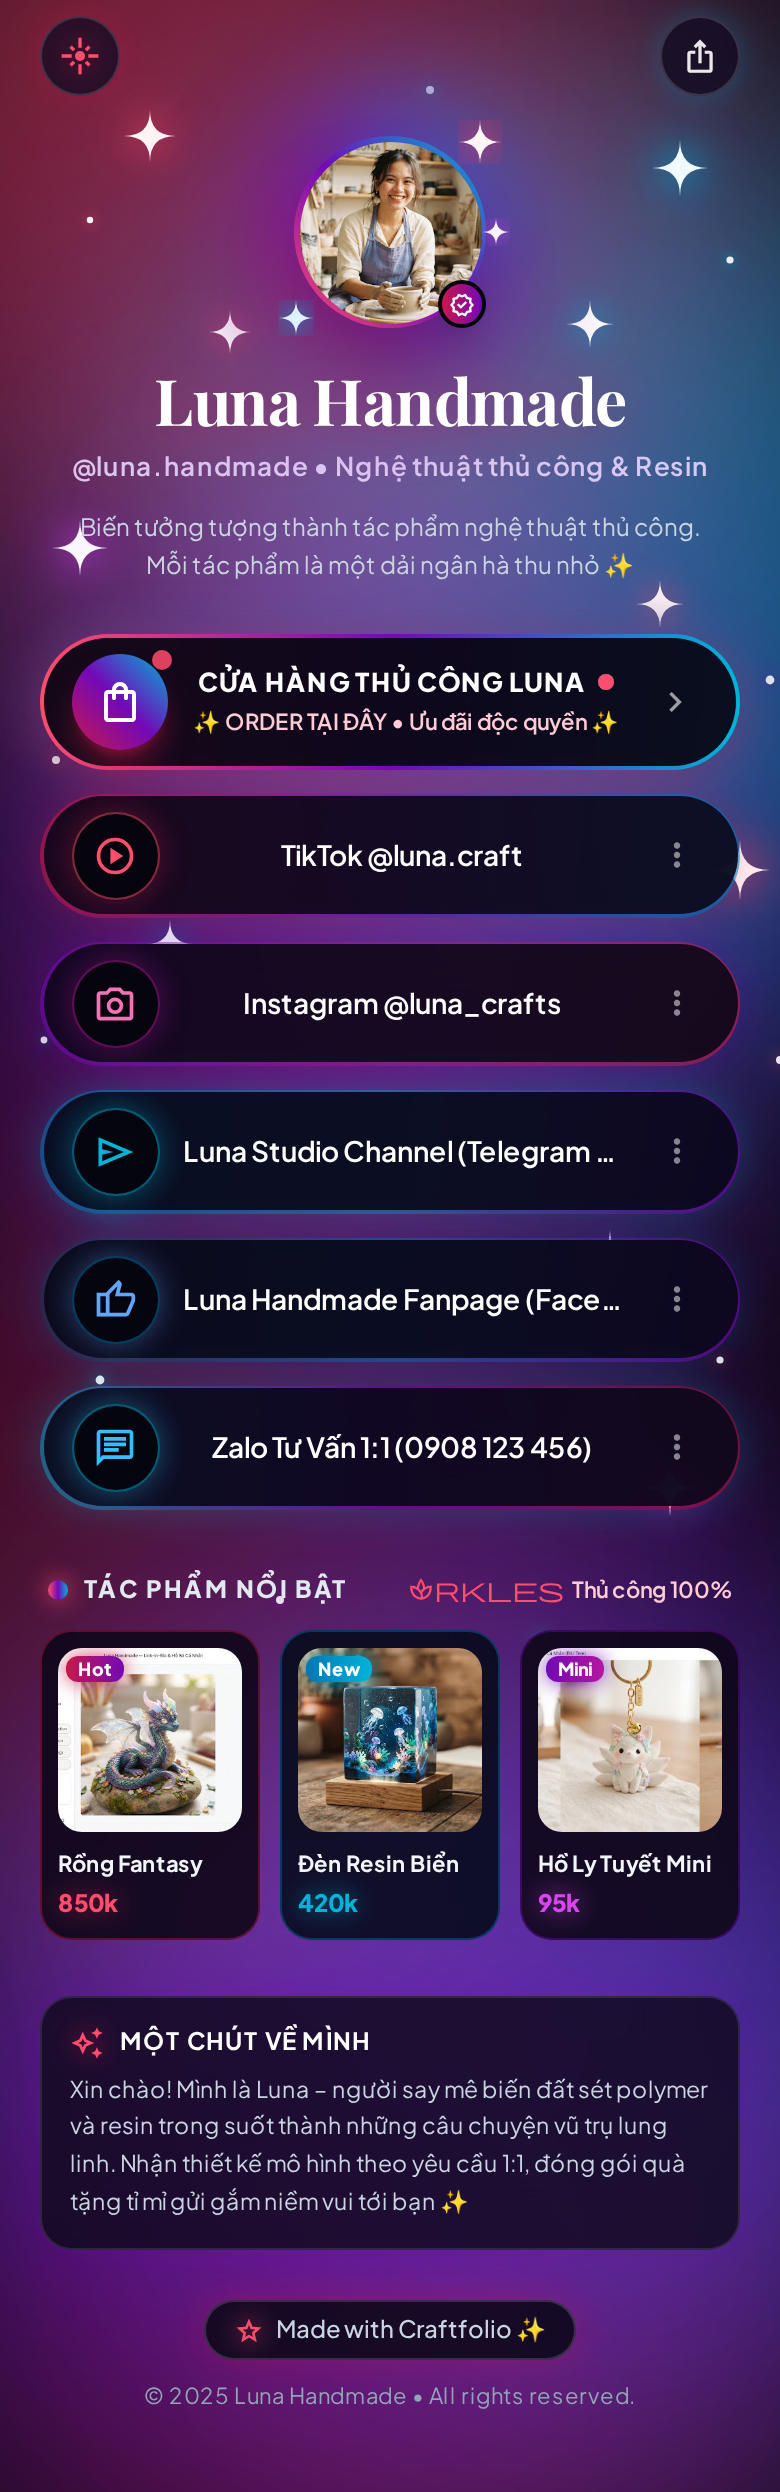 Luna Handmade
@luna.handmade • Nghệ thuật thủ công & Resin
Biến tưởng tượng thành tác phẩm nghệ thuật thủ công.
Mỗi tác phẩm là một dải ngân hà thu nhỏ ✨
CỬA HÀNG THỦ CÔNG LUNA
✨ ORDER TẠI ĐÂY • Ưu đãi độc quyền ✨
TikTok @luna.craft
Instagram @luna_crafts
Luna Studio Channel (Telegram ...
Luna Handmade Fanpage (Face...
Zalo Tư Vấn 1:1 (0908 123 456)
TÁC PHẨM NỔI BẬT
RKLES Thủ công 100%
Hot
New
Mini
Rồng Fantasy
850k
Đèn Resin Biển
420k
Hồ Ly Tuyết Mini
95k
MỘT CHÚT VỀ MÌNH
Xin chào! Mình là Luna – người say mê biến đất sét polymer
và resin trong suốt thành những câu chuyện vũ trụ lung
linh. Nhận thiết kế mô hình theo yêu cầu 1:1, đóng gói quà
tặng tỉ mỉ gửi gắm niềm vui tới bạn ✨
Made with Craftfolio ✨
© 2025 Luna Handmade • All rights reserved.